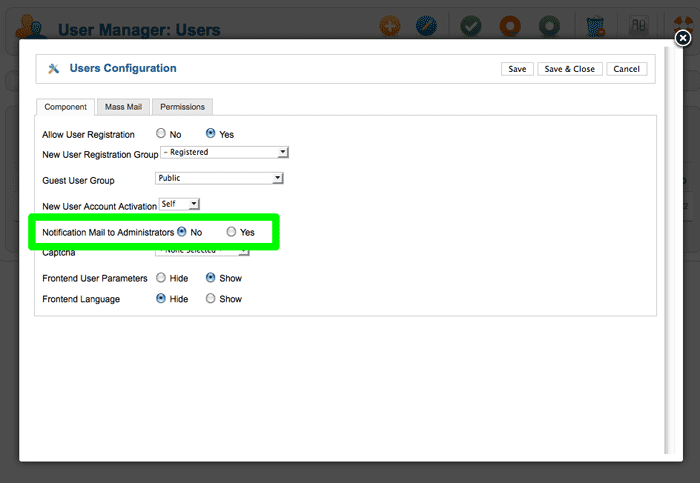 User Manager: Users
Users Configuration
Save Save & Close Cancel
Component Mass Mail Permissions
Allow User Registration No Yes
New User Registration Group - Registered
Guest User Group Public
New User Account Activation Self
Notification Mail to Administrators No Yes
Captcha - None Selected -
Frontend User Parameters Hide Show
Frontend Language Hide Show